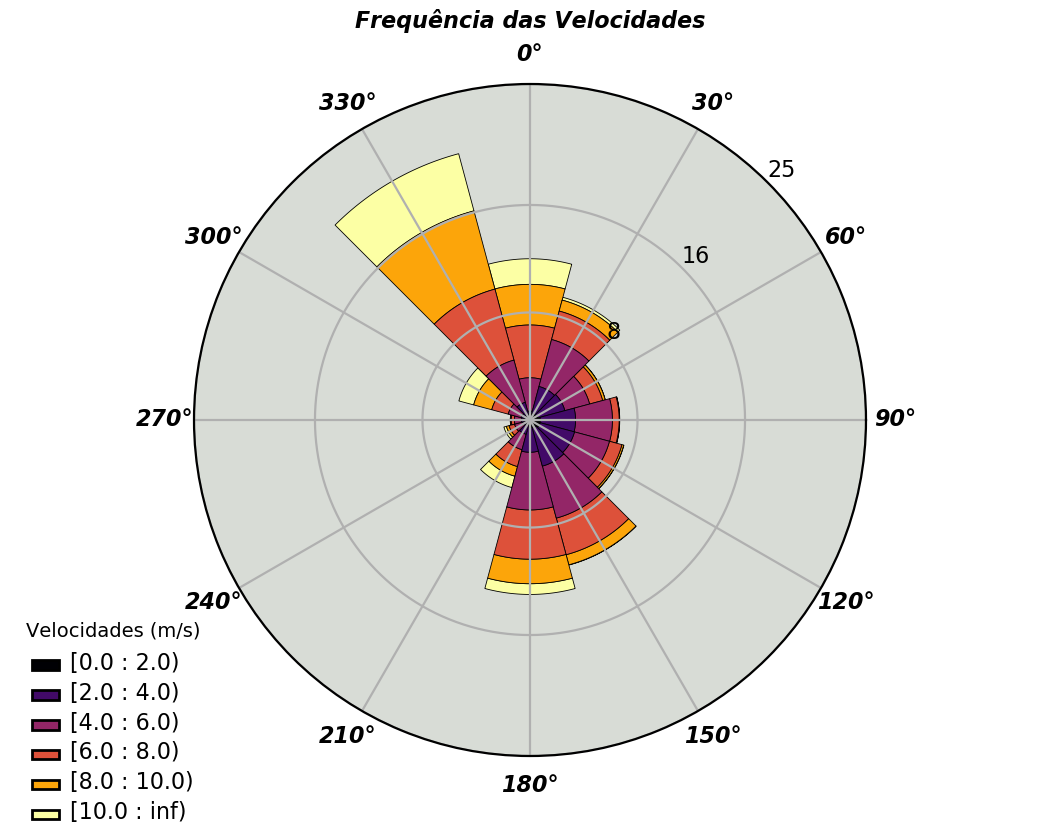 Frequência das Velocidades
0°
330°
30°
25
300°
60°
16
8
270°
90°
240°
120°
Velocidades (m/s)
[0.0 : 2.0)
[2.0 : 4.0)
[4.0 : 6.0)
[6.0 : 8.0)
[8.0 : 10.0)
[10.0 : inf)
210°
150°
180°